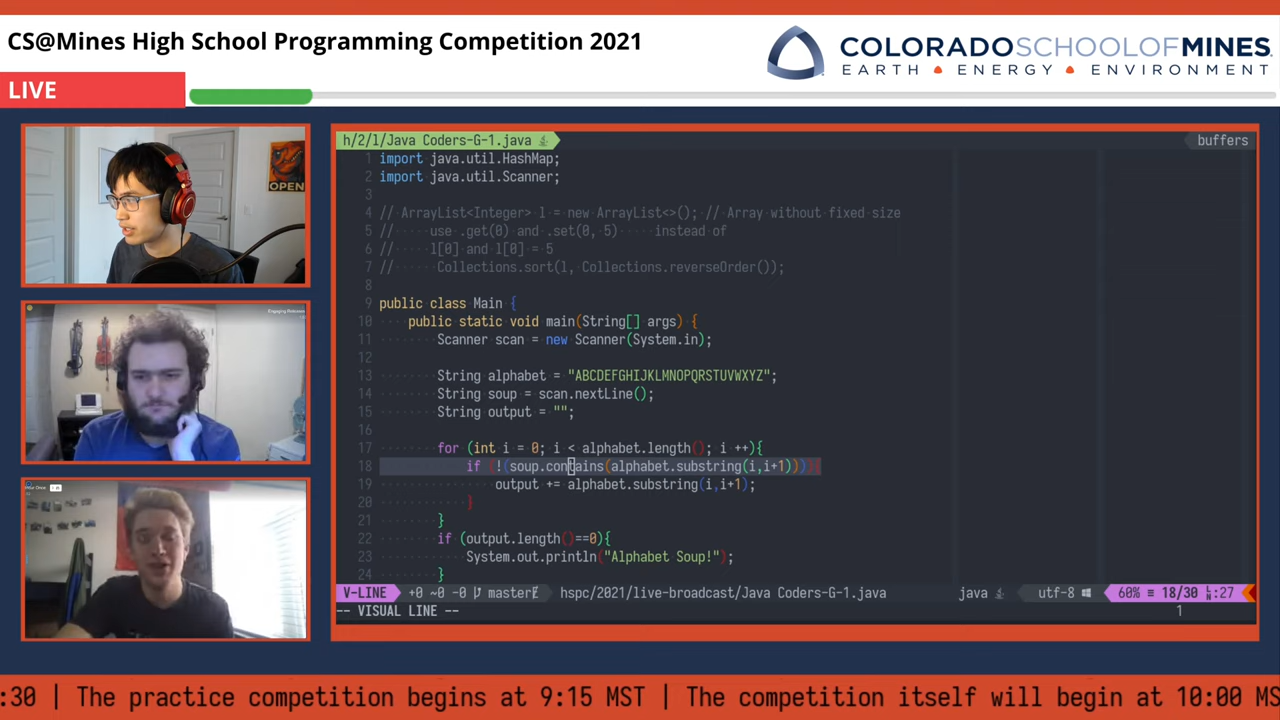 CS@Mines High School Programming Competition 2021
COLORADOSCHOOLOFMINES
EARTH • ENERGY • ENVIRONMENT
LIVE
OPEN
h/2/l/Java Coders-G-1.java
buffers
1 import java.util.HashMap;
2 import java.util.Scanner;
3
4 // ArrayList<Integer> l = new ArrayList<>(); // Array without fixed size
5 // use .get(0) and .set(0, 5) instead of
6 // l[0] and l[0] = 5
7 // Collections.sort(l, Collections.reverseOrder());
8
9 public class Main {
10 public static void main(String[] args) {
11 Scanner scan = new Scanner(System.in);
12
13 String alphabet = "ABCDEFGHIJKLMNOPQRSTUVWXYZ";
14 String soup = scan.nextLine();
15 String output = "";
16
17 for (int i = 0; i < alphabet.length(); i ++){
18 if (!(soup.contains(alphabet.substring(i,i+1)))){
19 output += alphabet.substring(i,i+1);
20 }
21 }
22 if (output.length()==0){
23 System.out.println("Alphabet Soup!");
24 }
V-LINE +0 ~0 -0 master hspc/2021/live-broadcast/Java Coders-G-1.java java utf-8 60% ≡ 18/30 :27
-- VISUAL LINE -- 1
:30 | The practice competition begins at 9:15 MST | The competition itself will begin at 10:00 MS